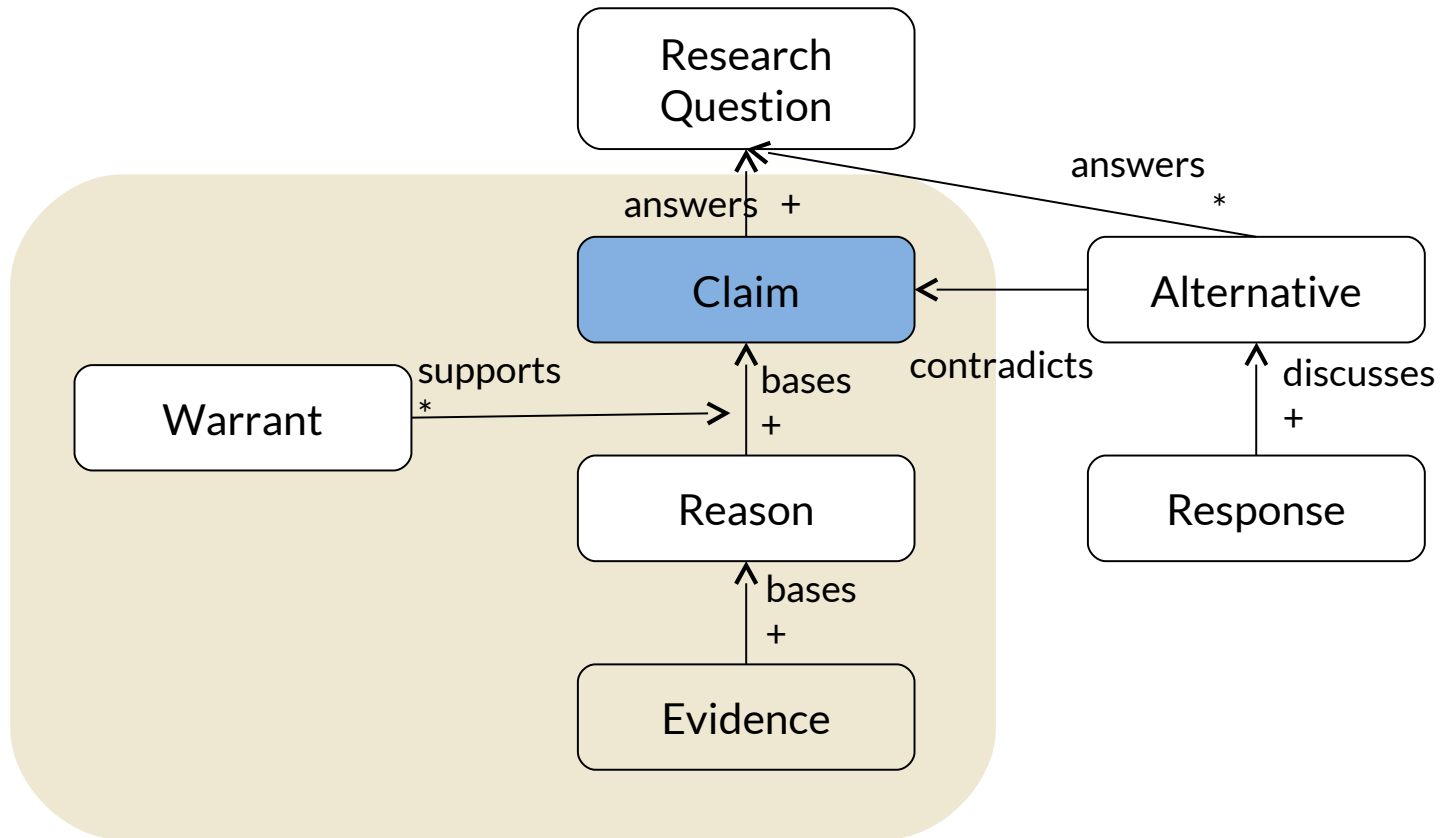 Research
Question
answers
*
answers +
Claim
Alternative
supports
*
bases
+
contradicts
discusses
+
Warrant
Reason
Response
bases
+
Evidence